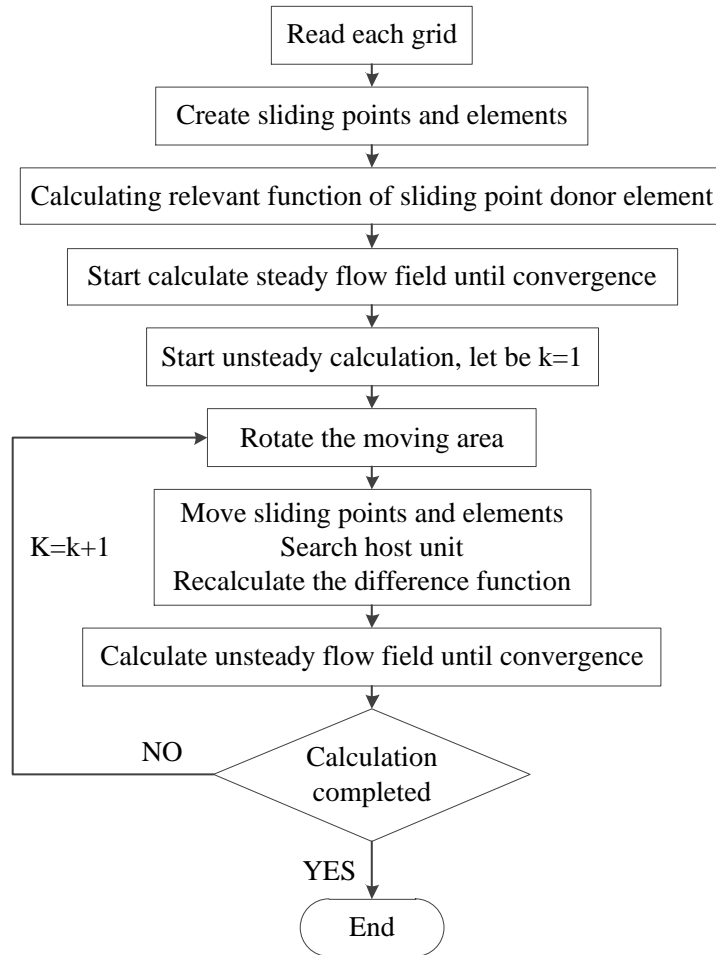 Read each grid
Create sliding points and elements
Calculating relevant function of sliding point donor element
Start calculate steady flow field until convergence
Start unsteady calculation, let be k=1
Rotate the moving area
Move sliding points and elements
Search host unit
Recalculate the difference function
K=k+1
Calculate unsteady flow field until convergence
NO
Calculation
completed
YES
End